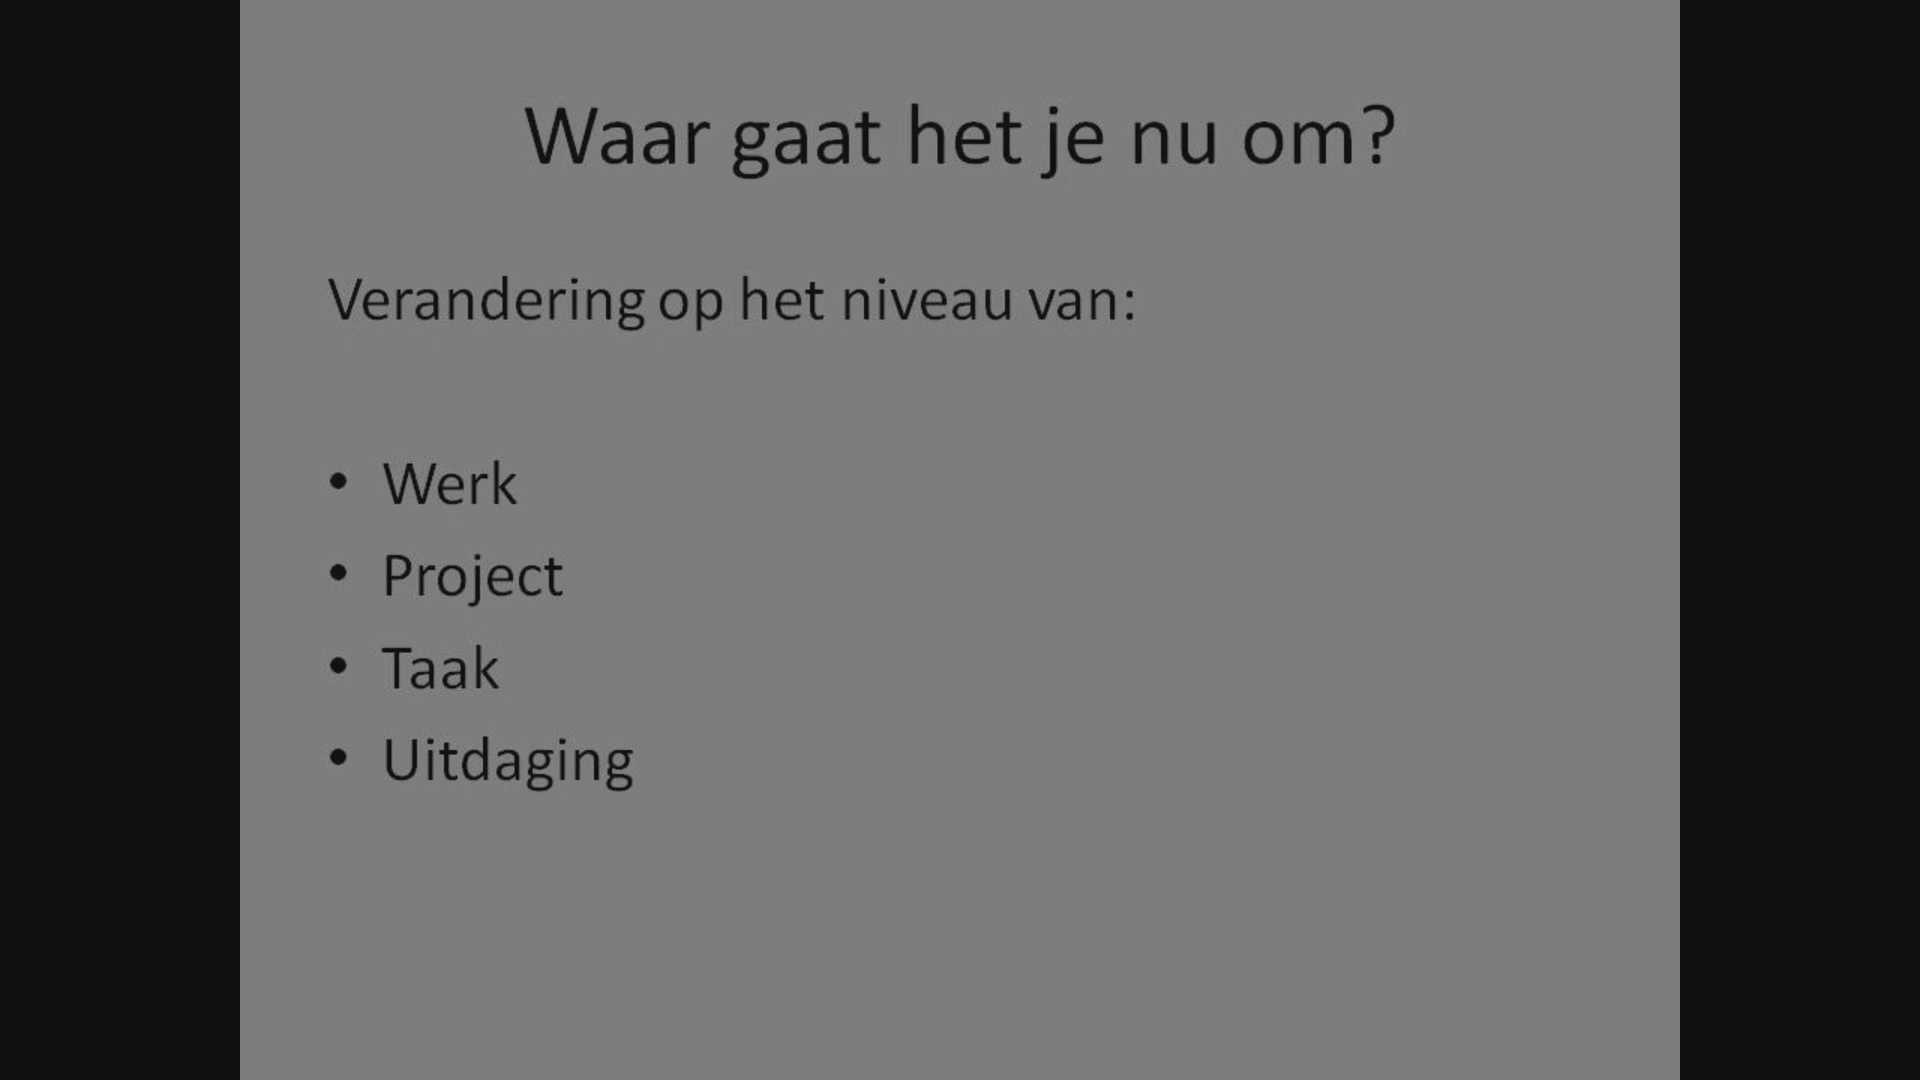 Waar gaat het je nu om?
Verandering op het niveau van:
• Werk
• Project
• Taak
• Uitdaging